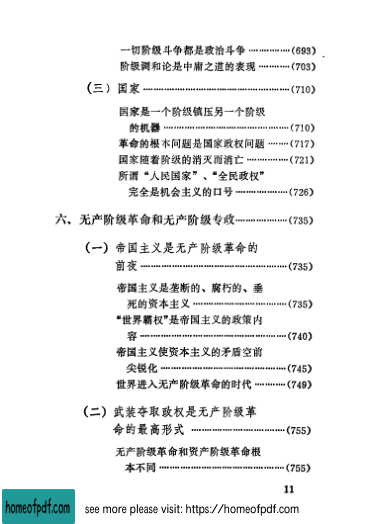 一切阶级斗争都是政治斗争 ……………(693)
阶级调和论是中庸之道的表现 …………(703)
(三) 国家 ………………………………………(710)
国家是一个阶级镇压另一个阶级
的机器 ……………………………………(710)
革命的根本问题是国家政权问题 ………(717)
国家随着阶级的消灭而消亡 ……………(721)
所谓“人民国家”、“全民政权”
完全是机会主义的口号 ………………(726)
六、无产阶级革命和无产阶级专政………………(735)
(一) 帝国主义是无产阶级革命的
前夜 …………………………………………(735)
帝国主义是垄断的、腐朽的、垂
死的资本主义 …………………………(735)
“世界霸权”是帝国主义的政策内
容 …………………………………………(740)
帝国主义使资本主义的矛盾空前
尖锐化 ……………………………………(745)
世界进入无产阶级革命的时代 …………(749)
(二) 武装夺取政权是无产阶级革
命的最高形式 ……………………………(755)
无产阶级革命和资产阶级革命根
本不同 ……………………………………(755)
11
homeofpdf.com
see more please visit: https://homeofpdf.com